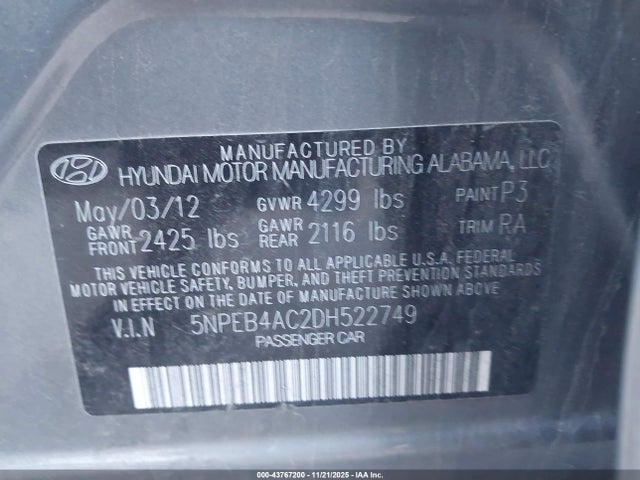 MANUFACTURED BY
HYUNDAI MOTOR MANUFACTURING ALABAMA, LLC
May/03/12 GVWR 4299 lbs PAINT P3
GAWR FRONT 2425 lbs GAWR REAR 2116 lbs TRIM RA
THIS VEHICLE CONFORMS TO ALL APPLICABLE U.S.A. FEDERAL
MOTOR VEHICLE SAFETY, BUMPER, AND THEFT PREVENTION STANDARDS
IN EFFECT ON THE DATE OF MANUFACTURE SHOWN ABOVE
V.I.N 5NPEB4AC2DH522749
PASSENGER CAR
000-43767200 - 11/21/2025 - IAA Inc.